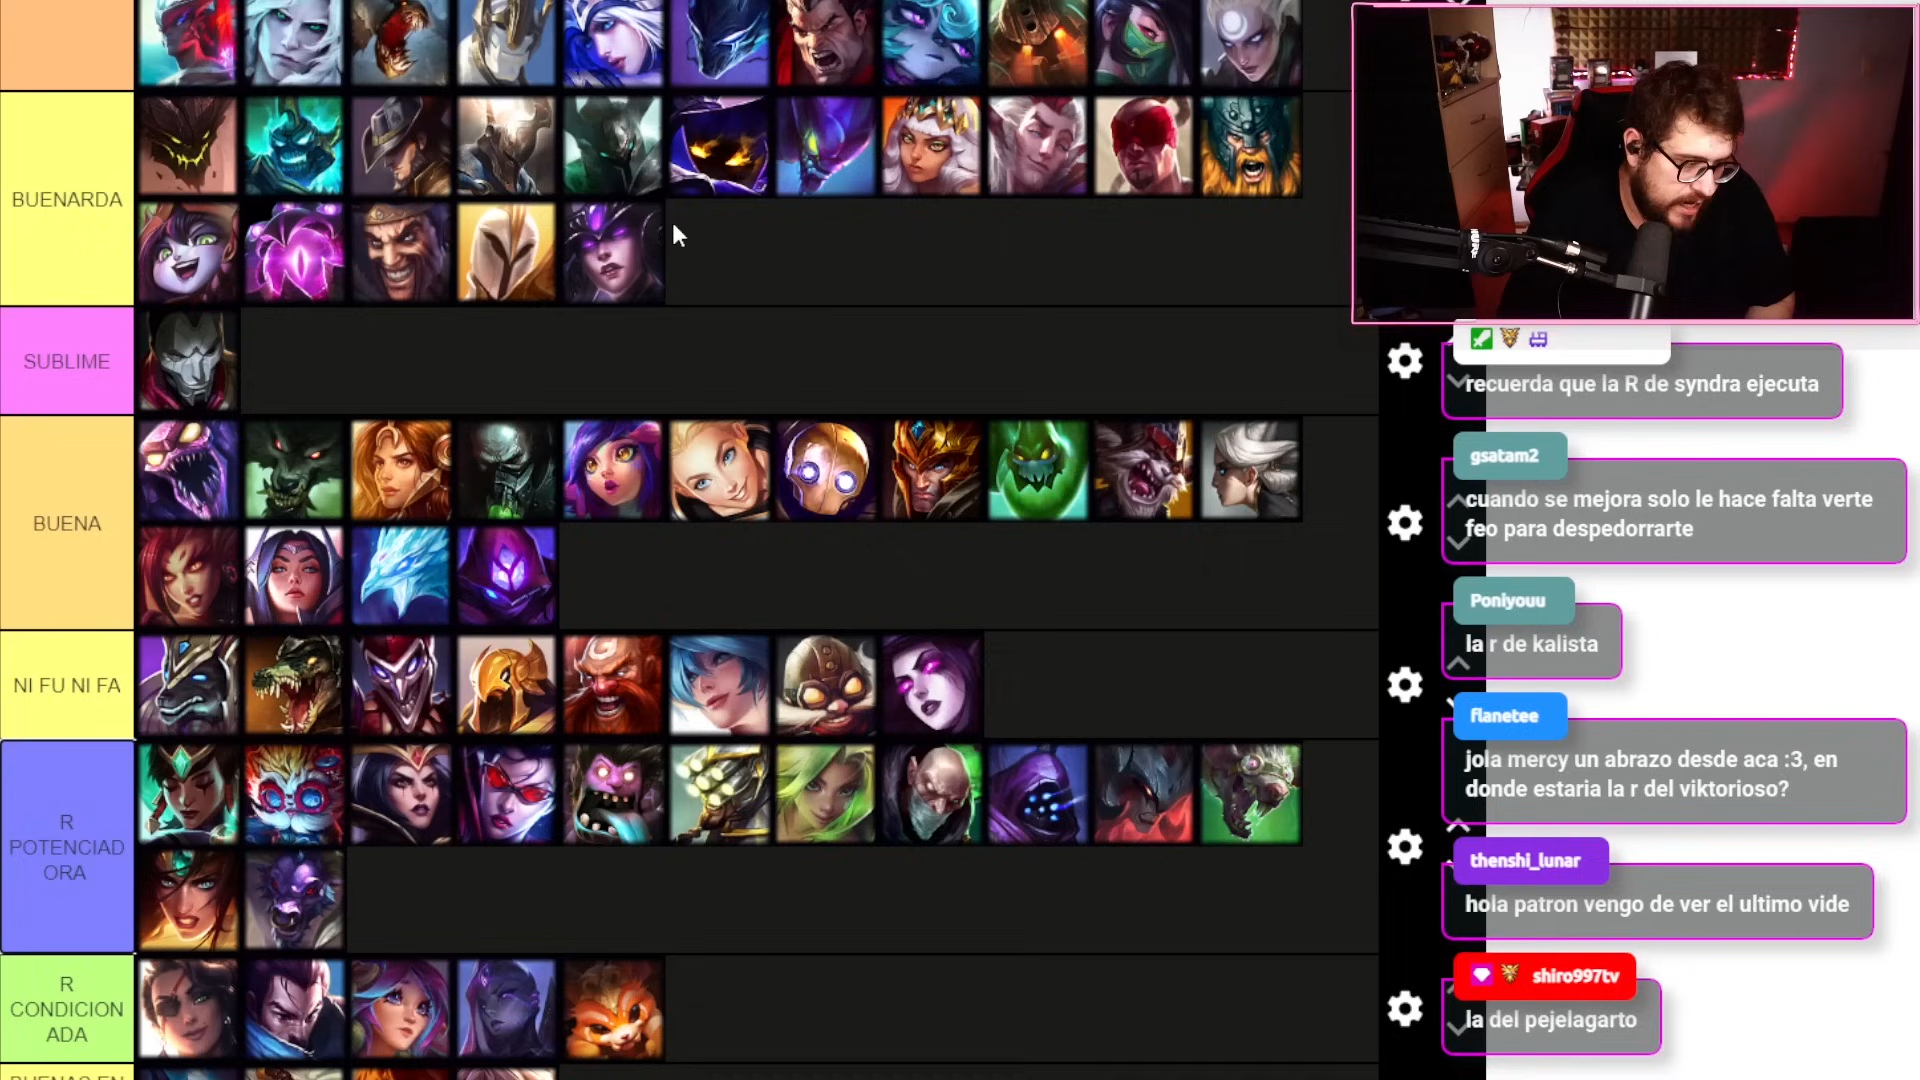 BUENARDA
SUBLIME
BUENA
NI FU NI FA
R
POTENCIAD
ORA
R
CONDICION
ADA
BUENAS EN
recuerda que la R de syndra ejecuta
gsatam2
cuando se mejora solo le hace falta verte
feo para despedorrarte
Poniyouu
la r de kalista
flanetee
jola mercy un abrazo desde aca :3, en
donde estaria la r del viktorioso?
thenshi_lunar
hola patron vengo de ver el ultimo vide
shiro997tv
la del pejelagarto